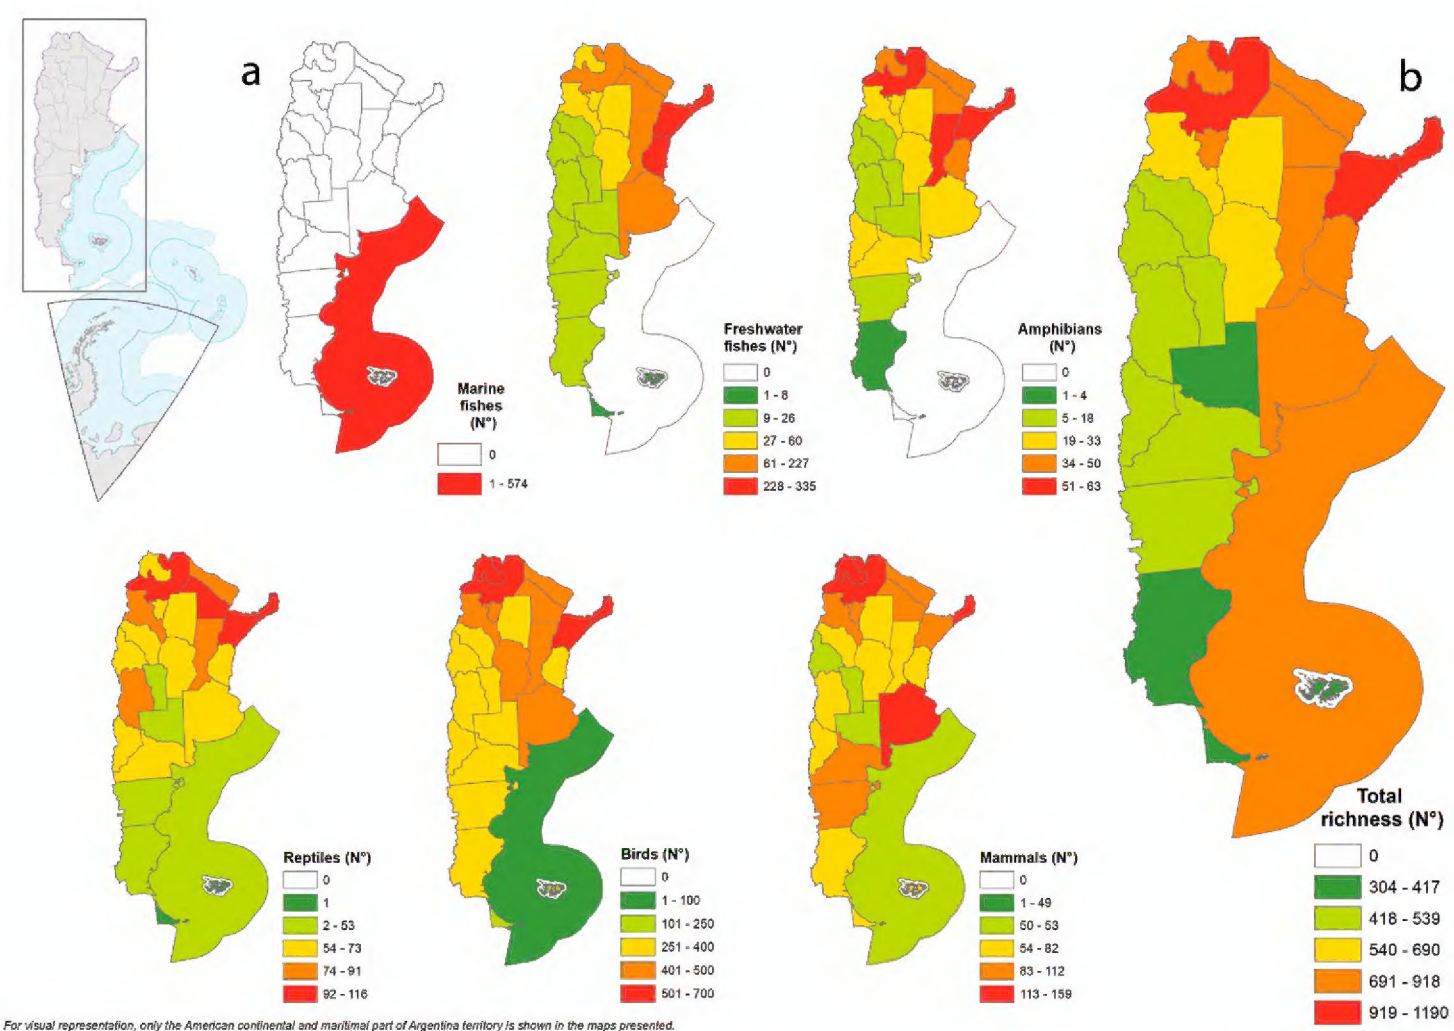 a
b
Marine
fishes
(N°)
0
1 - 574
Freshwater
fishes (N°)
0
1 - 8
9 - 26
27 - 60
61 - 227
228 - 335
Amphibians
(N°)
0
1 - 4
5 - 18
19 - 33
34 - 50
51 - 63
Reptiles (N°)
0
1
2 - 53
54 - 73
74 - 91
92 - 116
Birds (N°)
0
1 - 100
101 - 250
251 - 400
401 - 500
501 - 700
Mammals (N°)
0
1 - 49
50 - 53
54 - 82
83 - 112
113 - 159
Total
richness (N°)
0
304 - 417
418 - 539
540 - 690
691 - 918
919 - 1190
For visual representation, only the American continental and maritimal part of Argentina territory is shown in the maps presented.